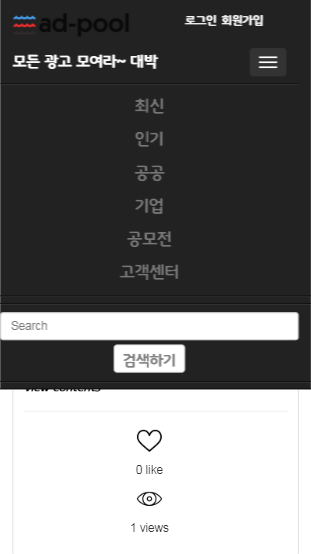 ad-pool
로그인 회원가입
모든 광고 모여라~ 대박
최신
인기
공공
기업
공모전
고객센터
Search
검색하기
view contents
0 like
1 views